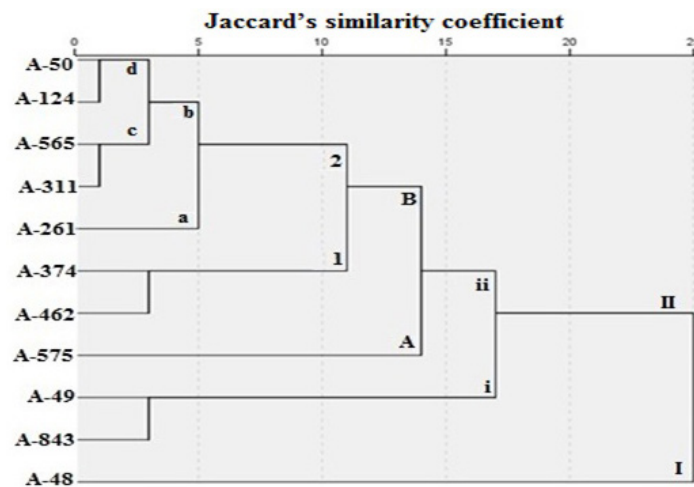 Jaccard's similarity coefficient
0 5 10 15 20 25
A-50 d
A-124 b
A-565 c 2
A-311 B
A-261 a
A-374 1 ii
A-462 II
A-575 A
A-49 i
A-843
A-48 I